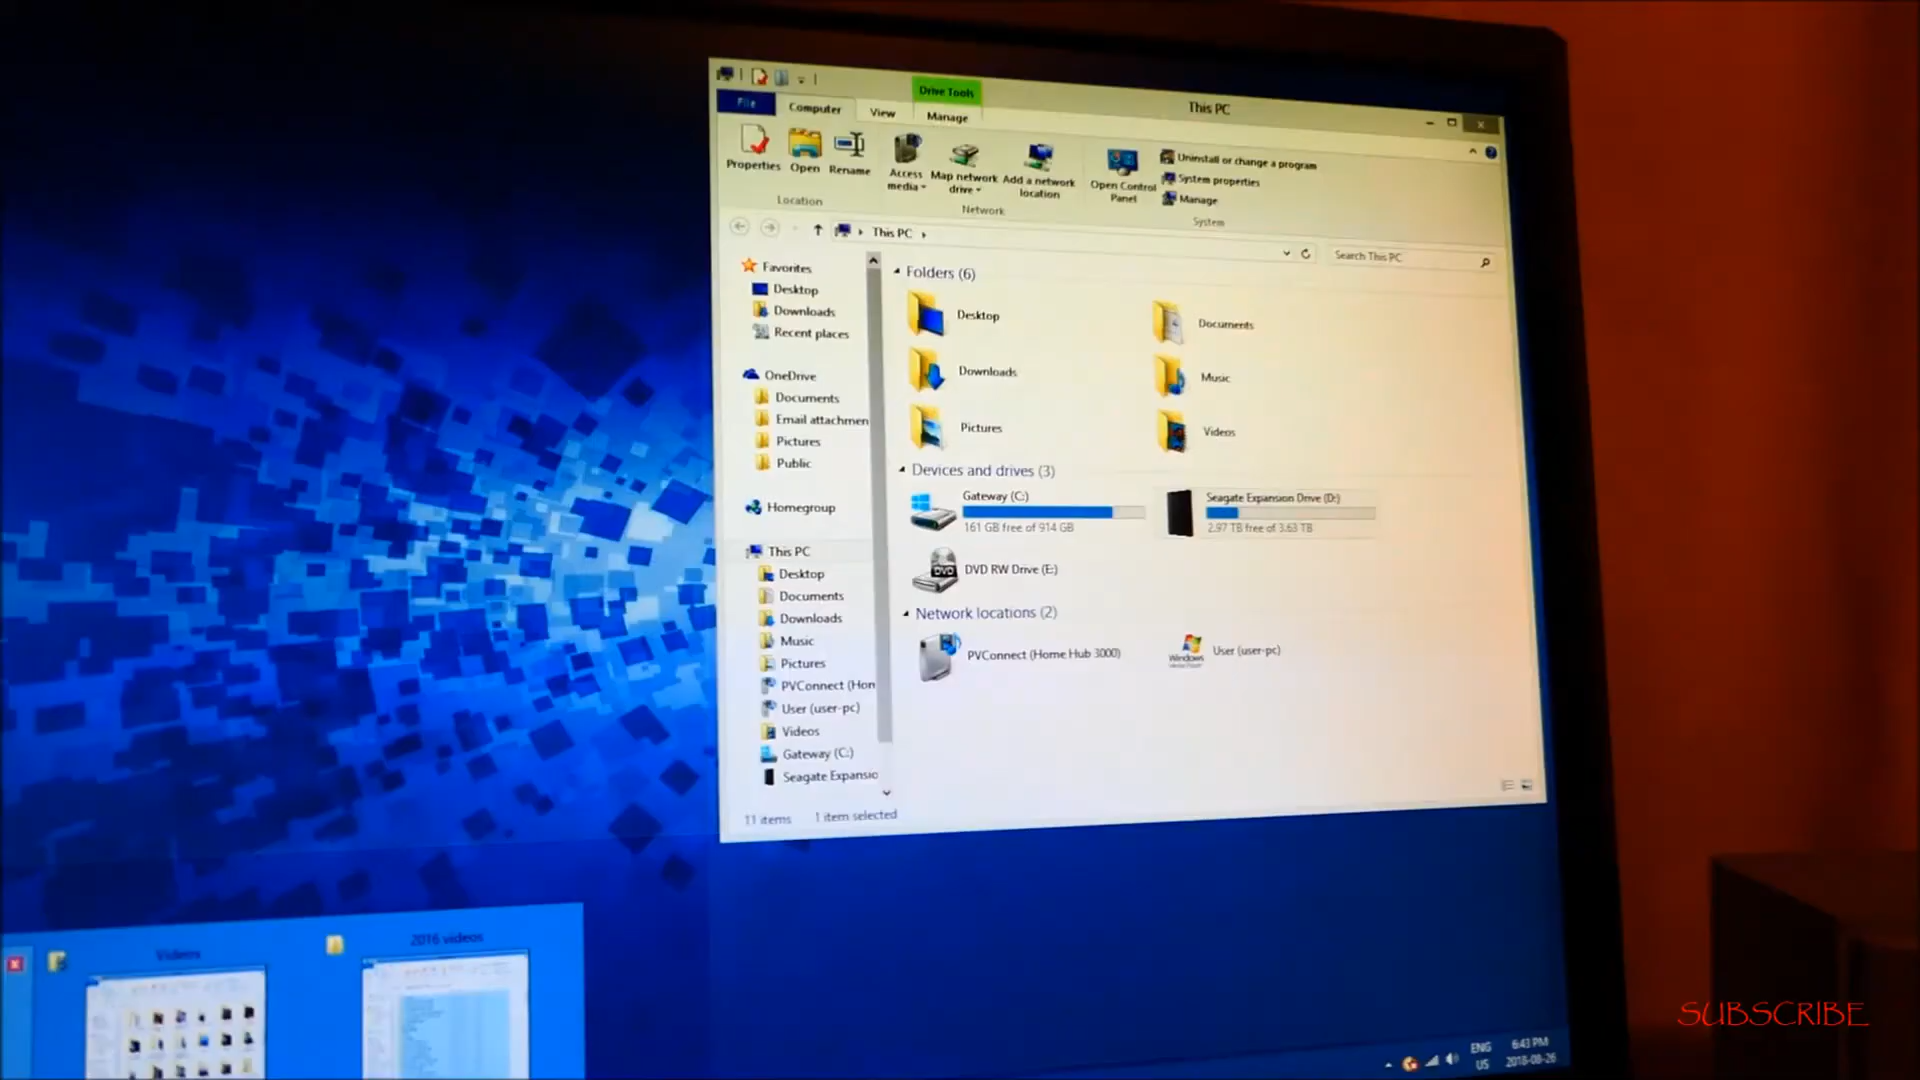 Drive Tools
This PC
File
Computer
View
Manage
Properties
Open
Rename
Access media
Map network drive
Add a network location
Open Control Panel
Uninstall or change a program
System properties
Manage
Location
Network
System
This PC
Search This PC
Favorites
Desktop
Downloads
Recent places
OneDrive
Documents
Email attachmen
Pictures
Public
Homegroup
This PC
Desktop
Documents
Downloads
Music
Pictures
PVConnect (Hon
User (user-pc)
Videos
Gateway (C:)
Seagate Expansio
Folders (6)
Desktop
Documents
Downloads
Music
Pictures
Videos
Devices and drives (3)
Gateway (C:)
161 GB free of 914 GB
Seagate Expansion Drive (D:)
2.97 TB free of 3.63 TB
DVD
DVD RW Drive (E:)
Network locations (2)
PVConnect (Home Hub 3000)
Windows
User (user-pc)
11 items
1 item selected
Videos
2016 videos
ENG
US
6:43 PM
2018-08-26
SUBSCRIBE